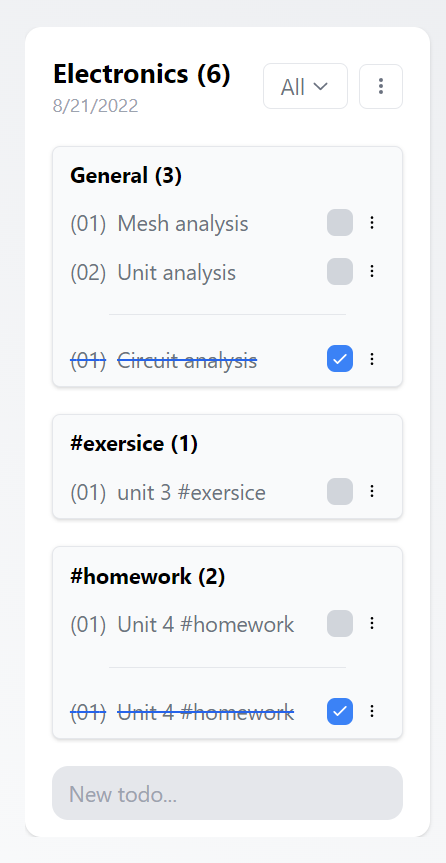 Electronics (6)
8/21/2022
All
General (3)
(01) Mesh analysis
(02) Unit analysis
(01) Circuit analysis
#exersice (1)
(01) unit 3 #exersice
#homework (2)
(01) Unit 4 #homework
(01) Unit 4 #homework
New todo...